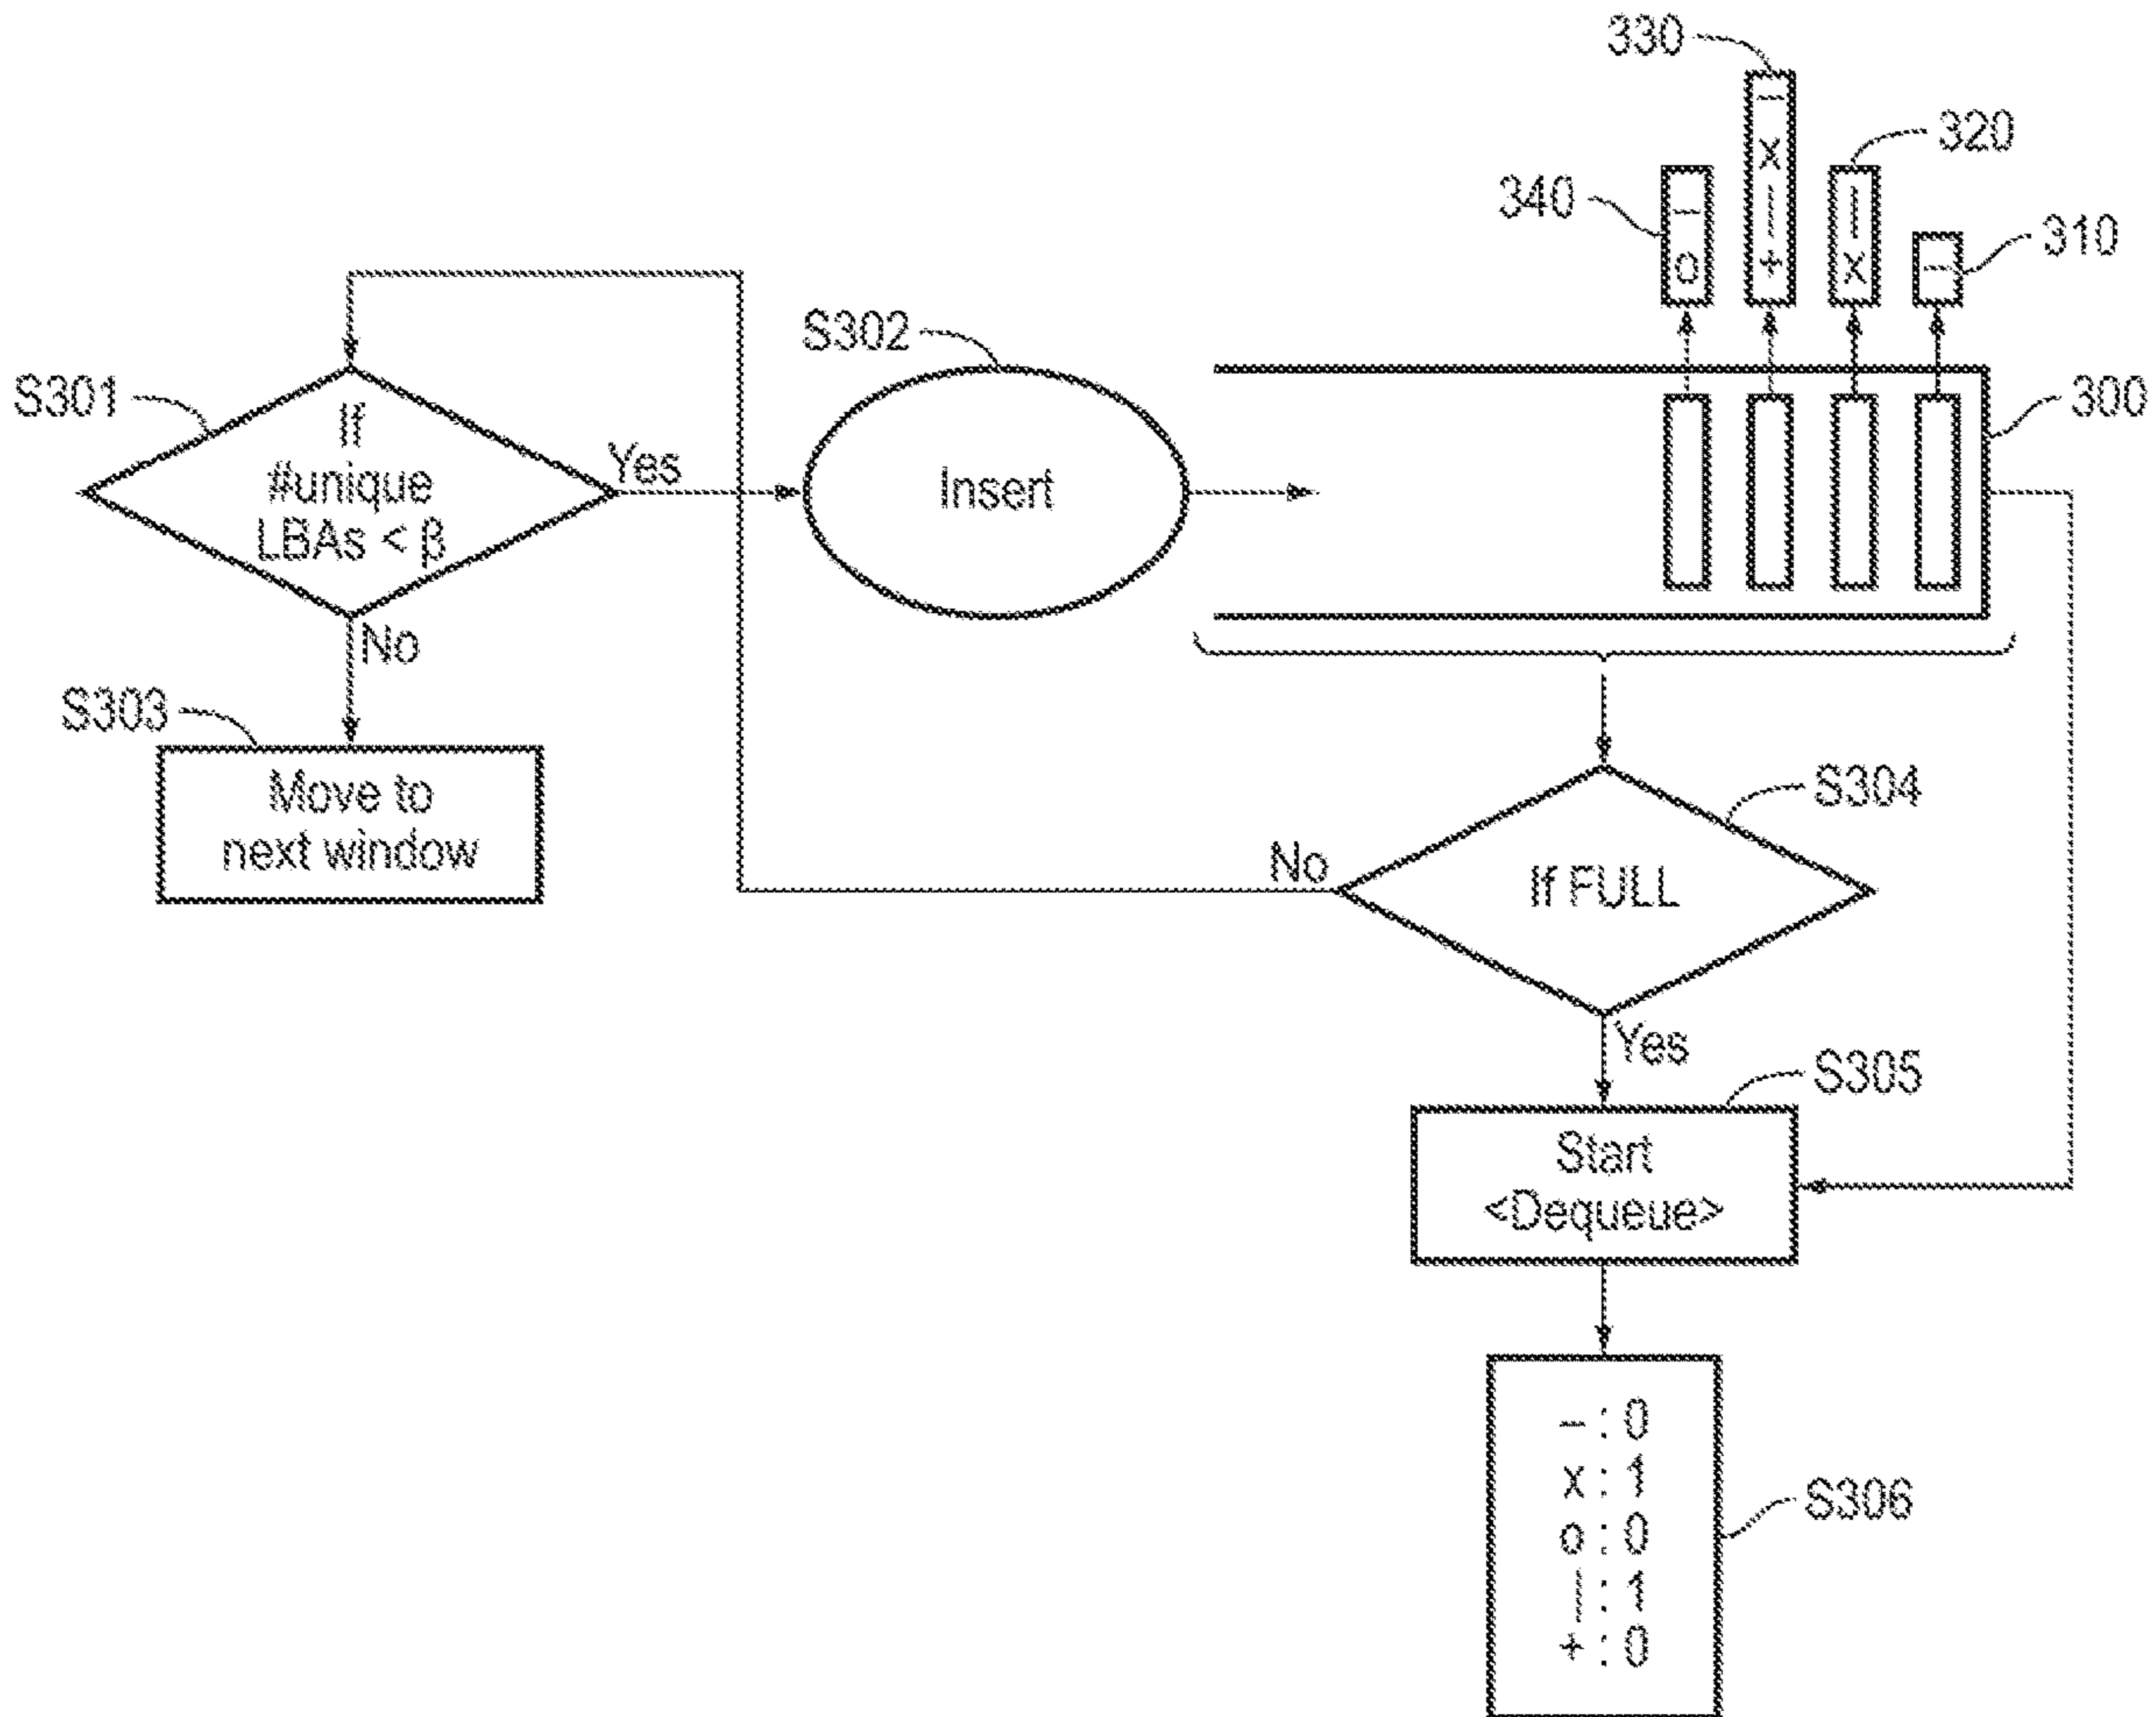 330
–
x
|
+
320
|
x
340
–
o
310
–
S302
S301
If
#unique
LBAs < β
Yes
Insert
300
No
S303
Move to
next window
S304
If FULL
No
Yes
S305
Start
<Dequeue>
– : 0
x : 1
o : 0
| : 1
+ : 0
S306